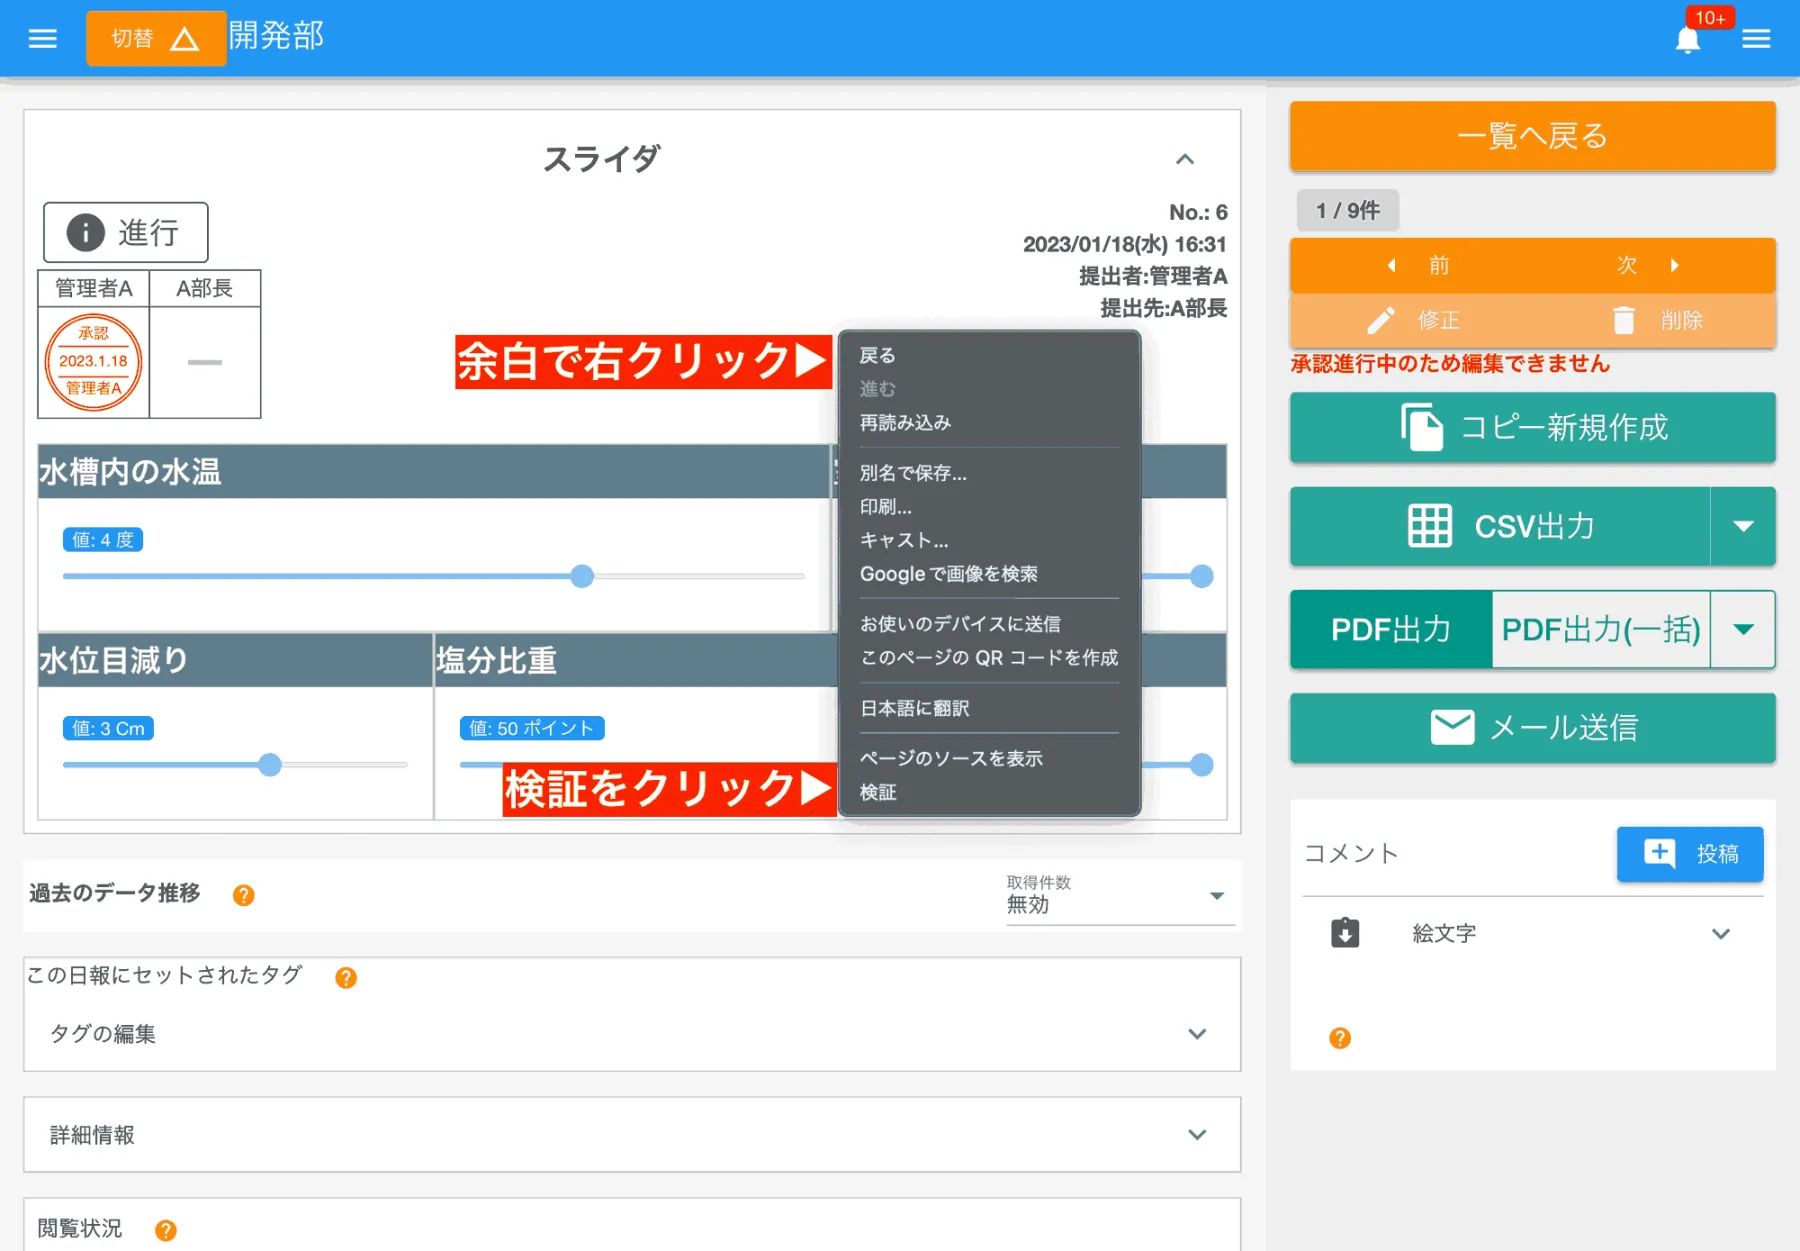 切替
開発部
10+
スライダ
進行
No.: 6
2023/01/18(水) 16:31
提出者:管理者A
提出先:A部長
管理者A
A部長
承認
2023.1.18
管理者A
余白で右クリック▶
水槽内の水温
値: 4 度
水位目減り
塩分比重
値: 3 Cm
値: 50 ポイント
検証をクリック▶
戻る
進む
再読み込み
別名で保存...
印刷...
キャスト...
Google で画像を検索
お使いのデバイスに送信
このページの QR コードを作成
日本語に翻訳
ページのソースを表示
検証
過去のデータ推移
?
取得件数
無効
この日報にセットされたタグ
?
タグの編集
詳細情報
閲覧状況
?
一覧へ戻る
1 / 9件
前
次
修正
削除
承認進行中のため編集できません
コピー新規作成
CSV出力
PDF出力
PDF出力(一括)
メール送信
コメント
投稿
絵文字
?